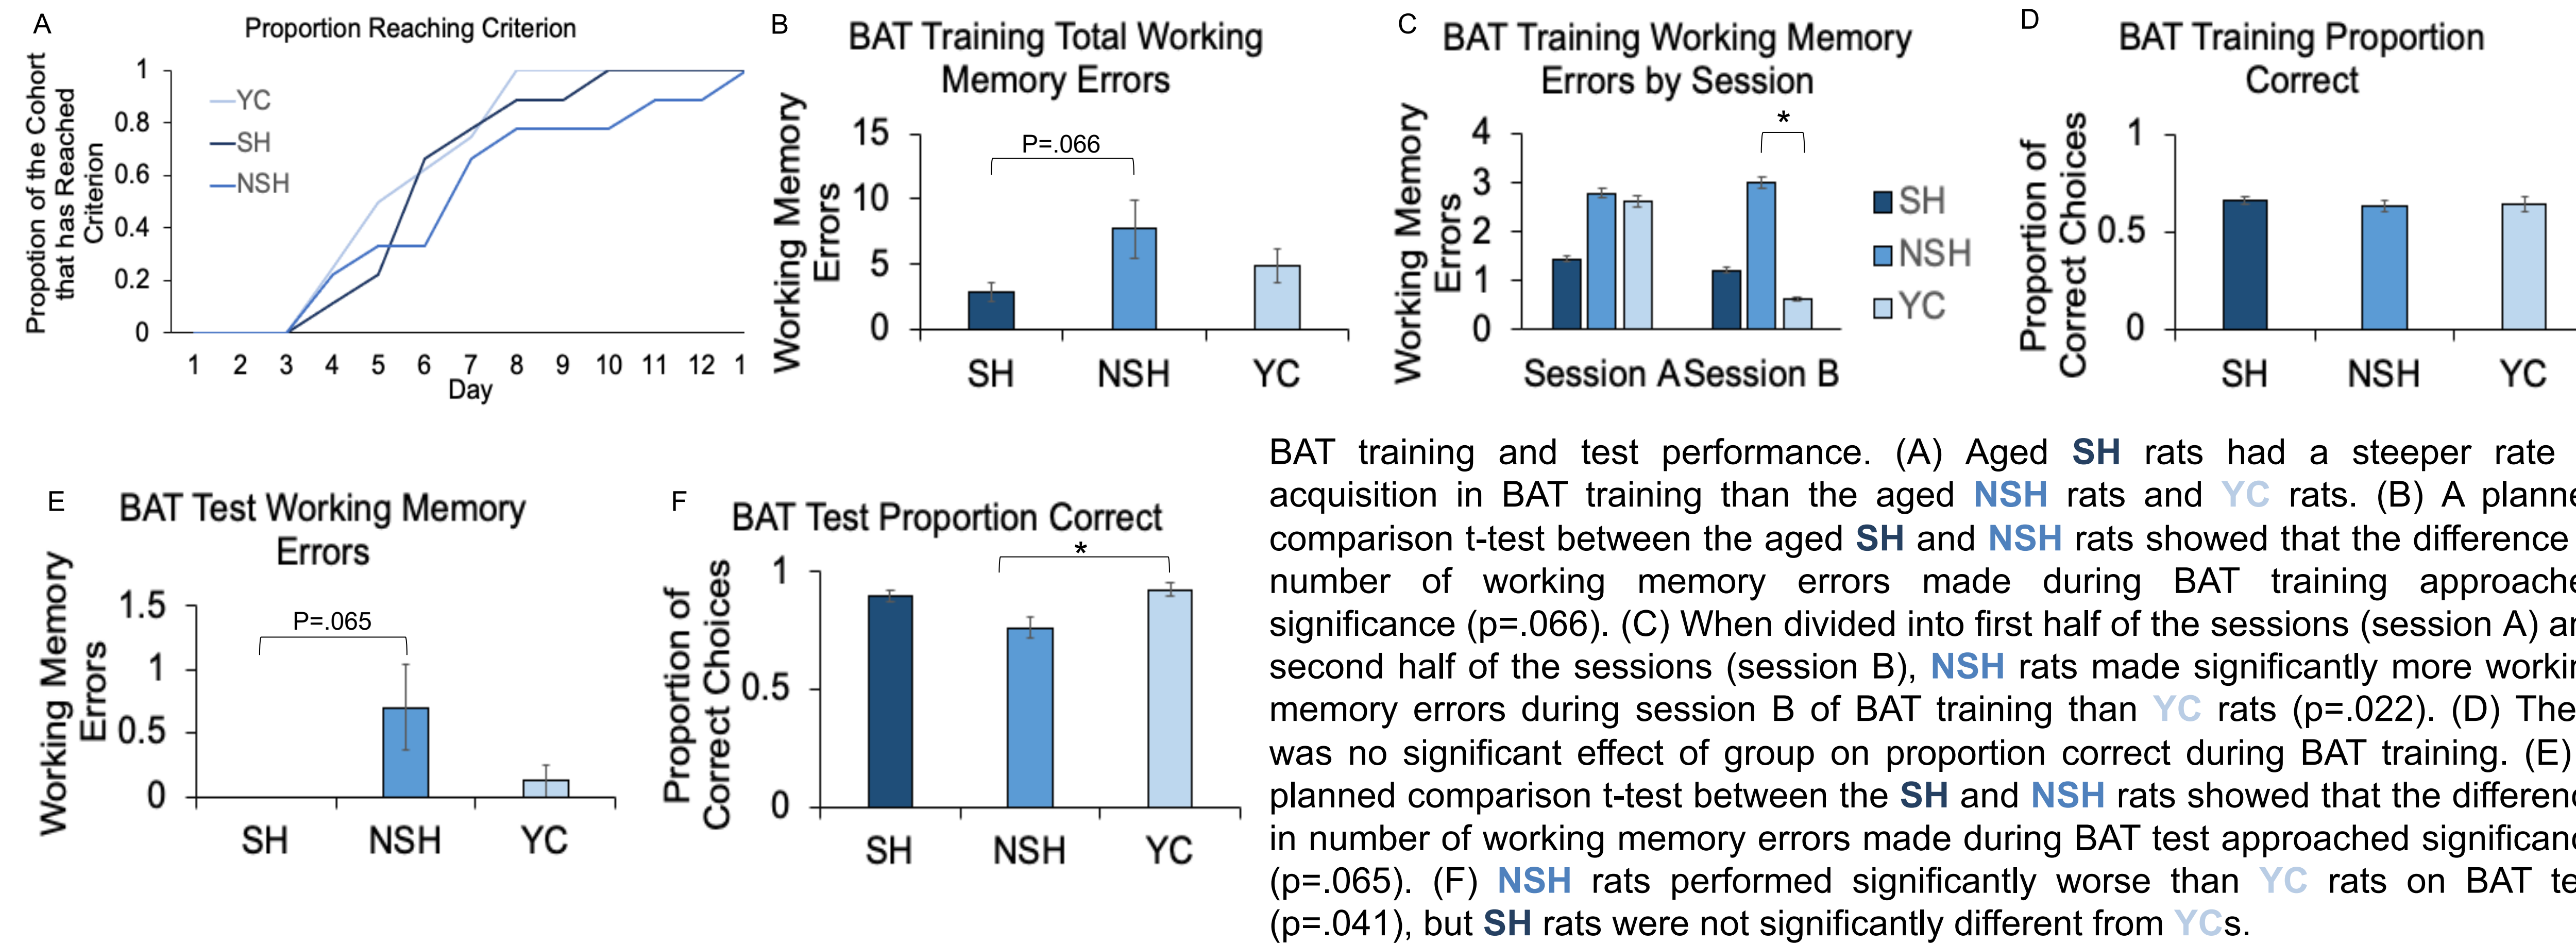 A
Proportion Reaching Criterion
Propotion of the Cohort
that has Reached
Criterion
1
0.8
0.6
0.4
0.2
0
YC
SH
NSH
1 2 3 4 5 6 7 8 9 10 11 12 1
Day
B
BAT Training Total Working
Memory Errors
Working Memory
Errors
15
10
5
0
P=.066
SH NSH YC
C
BAT Training Working Memory
Errors by Session
Working Memory
Errors
4
3
2
1
0
*
Session A Session B
SH
NSH
YC
D
BAT Training Proportion
Correct
Proportion of
Correct Choices
1
0.5
0
SH NSH YC
E
BAT Test Working Memory
Errors
Working Memory
Errors
1.5
1
0.5
0
P=.065
SH NSH YC
F
BAT Test Proportion Correct
Proportion of
Correct Choices
1
0.5
0
*
SH NSH YC
BAT training and test performance. (A) Aged SH rats had a steeper rate
acquisition in BAT training than the aged NSH rats and YC rats. (B) A planne
comparison t-test between the aged SH and NSH rats showed that the difference
number of working memory errors made during BAT training approache
significance (p=.066). (C) When divided into first half of the sessions (session A) a
second half of the sessions (session B), NSH rats made significantly more workin
memory errors during session B of BAT training than YC rats (p=.022). (D) The
was no significant effect of group on proportion correct during BAT training. (E)
planned comparison t-test between the SH and NSH rats showed that the differenc
in number of working memory errors made during BAT test approached significanc
(p=.065). (F) NSH rats performed significantly worse than YC rats on BAT te
(p=.041), but SH rats were not significantly different from YCs.